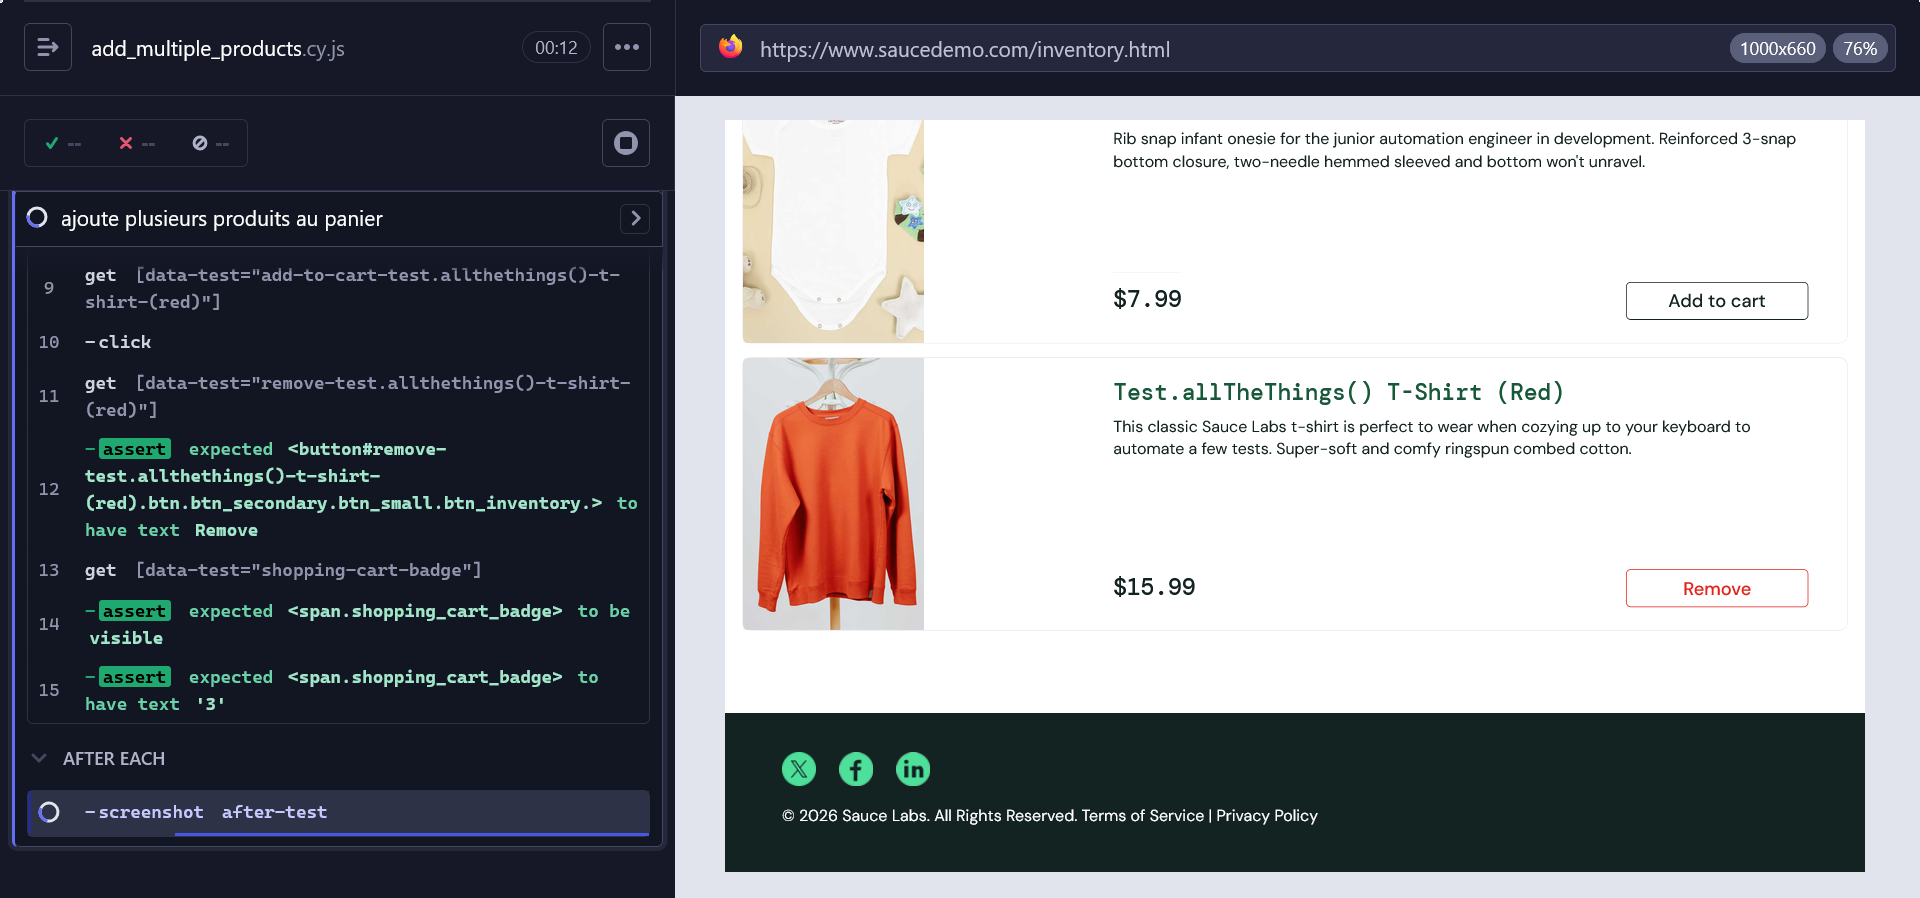 add_multiple_products.cy.js
00:12
--
--
--
ajoute plusieurs produits au panier
9
get [data-test="add-to-cart-test.allthethings()-t-
shirt-(red)"]
10
-click
11
get [data-test="remove-test.allthethings()-t-shirt-
(red)"]
12
-assert expected <button#remove-
test.allthethings()-t-shirt-
(red).btn.btn_secondary.btn_small.btn_inventory.> to
have text Remove
13
get [data-test="shopping-cart-badge"]
14
-assert expected <span.shopping_cart_badge> to be
visible
15
-assert expected <span.shopping_cart_badge> to
have text '3'
AFTER EACH
-screenshot after-test
https://www.saucedemo.com/inventory.html
1000x660
76%
Rib snap infant onesie for the junior automation engineer in development. Reinforced 3-snap
bottom closure, two-needle hemmed sleeved and bottom won't unravel.
$7.99
Add to cart
Test.allTheThings() T-Shirt (Red)
This classic Sauce Labs t-shirt is perfect to wear when cozying up to your keyboard to
automate a few tests. Super-soft and comfy ringspun combed cotton.
$15.99
Remove
© 2026 Sauce Labs. All Rights Reserved. Terms of Service | Privacy Policy